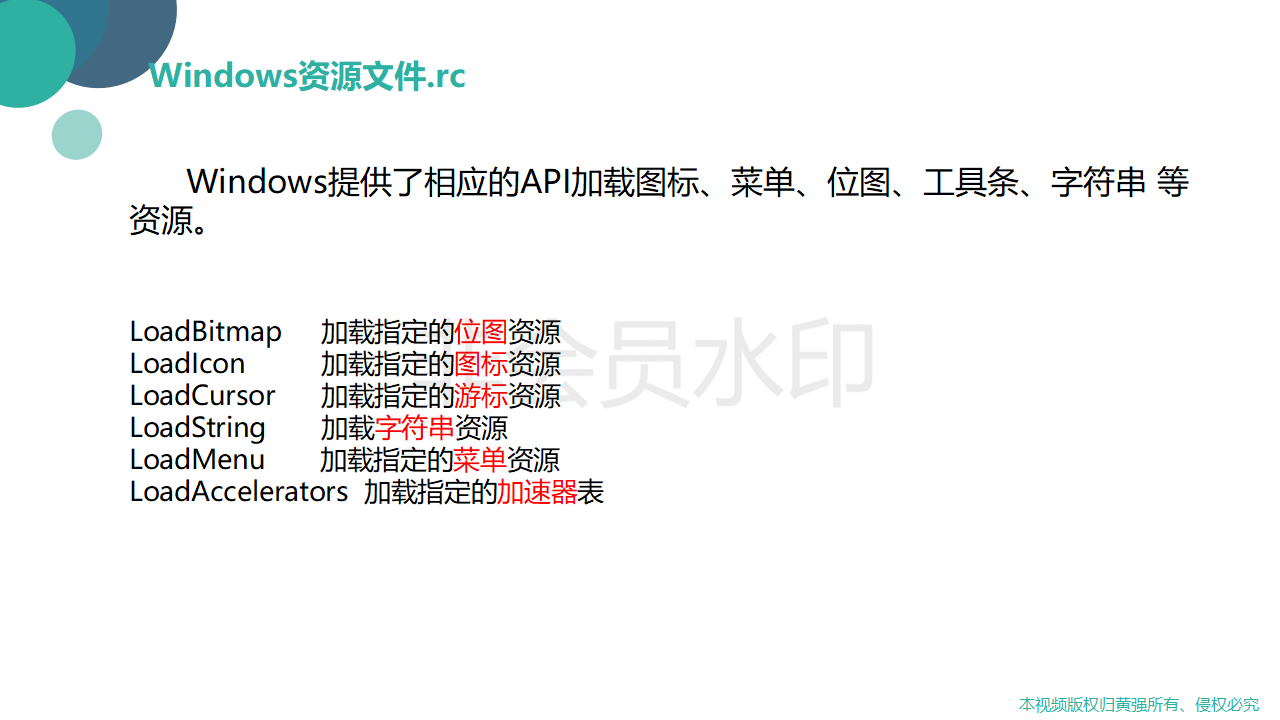 Windows资源文件.rc
Windows提供了相应的API加载图标、菜单、位图、工具条、字符串 等
资源。
LoadBitmap 加载指定的位图资源
LoadIcon 加载指定的图标资源
LoadCursor 加载指定的游标资源
LoadString 加载字符串资源
LoadMenu 加载指定的菜单资源
LoadAccelerators 加载指定的加速器表
非会员水印
本视频版权归黄强所有、侵权必究